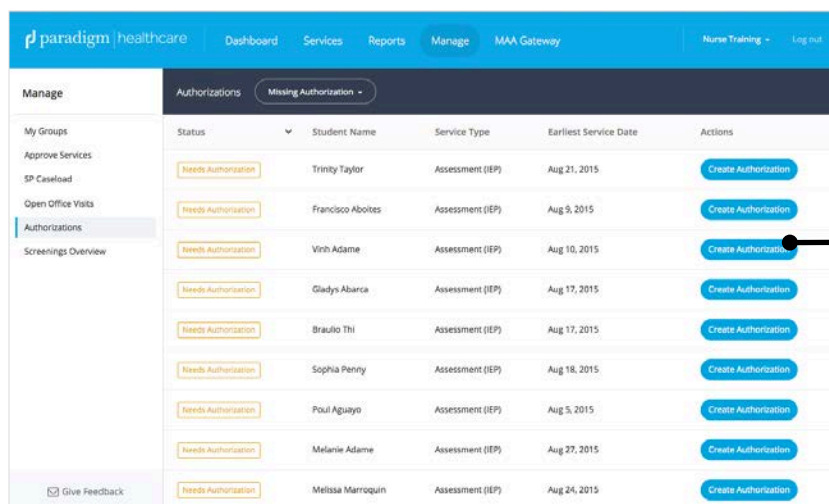 paradigm healthcare Dashboard Services Reports Manage MAA Gateway Nurse Training Log out
Manage Authorizations Missing Authorization
My Groups
Approve Services
SP Caseload
Open Office Visits
Authorizations
Screenings Overview
Status Student Name Service Type Earliest Service Date Actions
Needs Authorization Trinity Taylor Assessment (IEP) Aug 21, 2015 Create Authorization
Needs Authorization Francisco Aboites Assessment (IEP) Aug 9, 2015 Create Authorization
Needs Authorization Vinh Adame Assessment (IEP) Aug 10, 2015 Create Authorization
Needs Authorization Gladys Abarca Assessment (IEP) Aug 17, 2015 Create Authorization
Needs Authorization Braulio Thi Assessment (IEP) Aug 17, 2015 Create Authorization
Needs Authorization Sophia Penny Assessment (IEP) Aug 18, 2015 Create Authorization
Needs Authorization Poul Aguayo Assessment (IEP) Aug 5, 2015 Create Authorization
Needs Authorization Melanie Adame Assessment (IEP) Aug 27, 2015 Create Authorization
Needs Authorization Melissa Marroquin Assessment (IEP) Aug 24, 2015 Create Authorization
Give Feedback